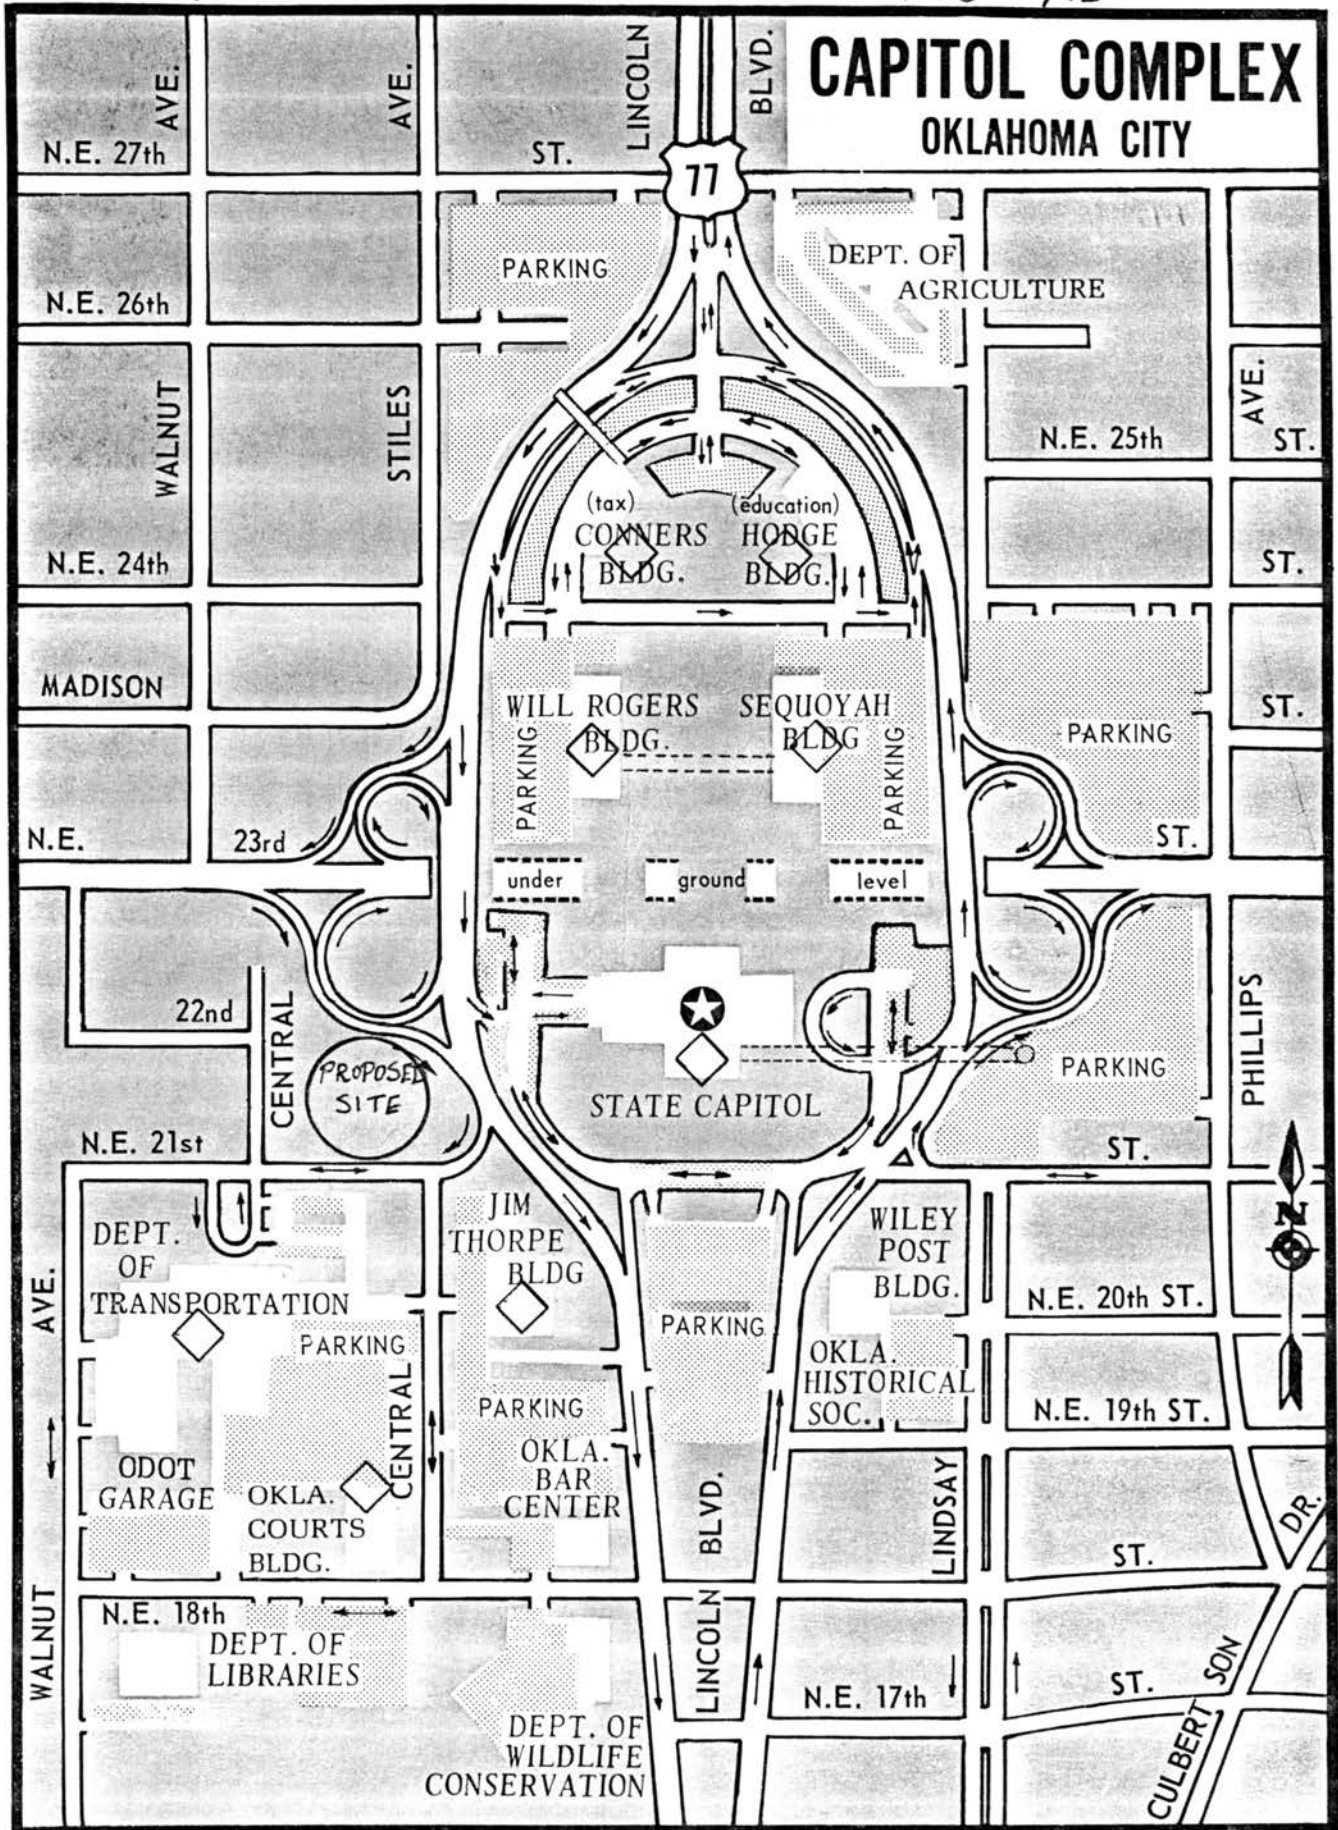 CAPITOL COMPLEX
OKLAHOMA CITY
LINCOLN
BLVD.
AVE.
AVE.
N.E. 27th
ST.
77
PARKING
DEPT. OF
AGRICULTURE
N.E. 26th
WALNUT
STILES
AVE.
N.E. 25th
ST.
(tax)
CONNERS
BLDG.
(education)
HODGE
BLDG.
N.E. 24th
ST.
MADISON
ST.
WILL ROGERS
BLDG.
SEQUOYAH
BLDG
PARKING
PARKING
PARKING
N.E.
23rd
ST.
under
ground
level
22nd
CENTRAL
PROPOSED
SITE
STATE CAPITOL
PARKING
PHILLIPS
N.E. 21st
ST.
N
DEPT.
OF
TRANSPORTATION
JIM
THORPE
BLDG
WILEY
POST
BLDG.
N.E. 20th ST.
AVE.
PARKING
PARKING
CENTRAL
PARKING
OKLA.
HISTORICAL
SOC.
N.E. 19th ST.
ODOT
GARAGE
OKLA.
COURTS
BLDG.
OKLA.
BAR
CENTER
BLVD.
LINDSAY
DR.
ST.
WALNUT
N.E. 18th
DEPT. OF
LIBRARIES
LINCOLN
N.E. 17th
ST.
CULBERT SON
DEPT. OF
WILDLIFE
CONSERVATION